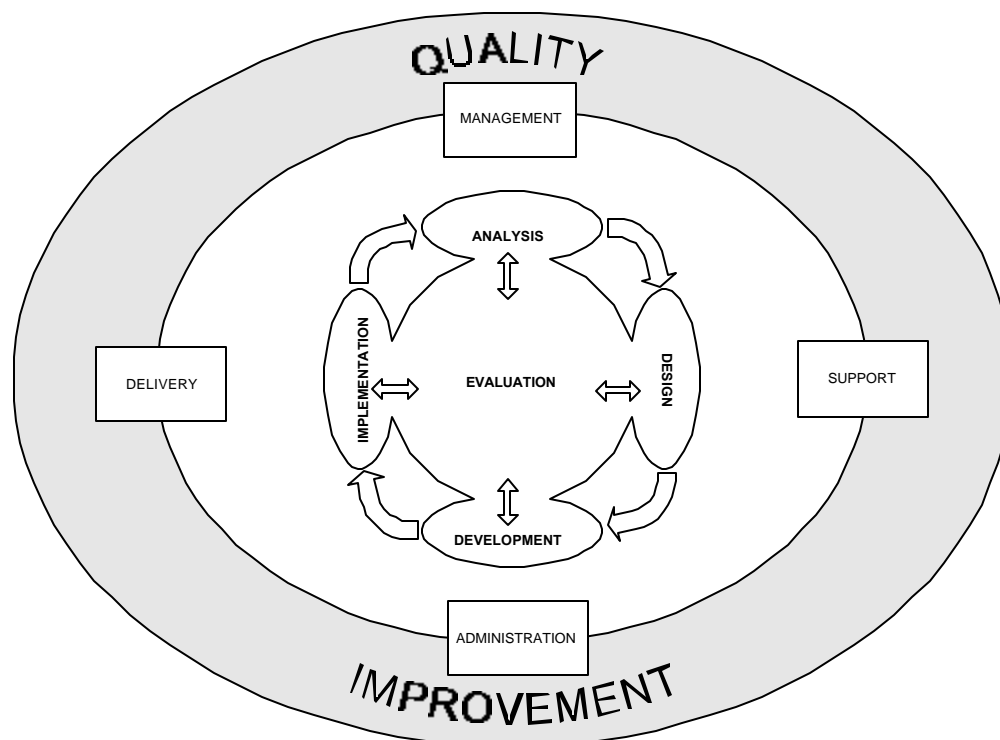 QUALITY
MANAGEMENT
ANALYSIS
IMPLEMENTATION
DESIGN
DELIVERY
EVALUATION
SUPPORT
DEVELOPMENT
ADMINISTRATION
IMPROVEMENT